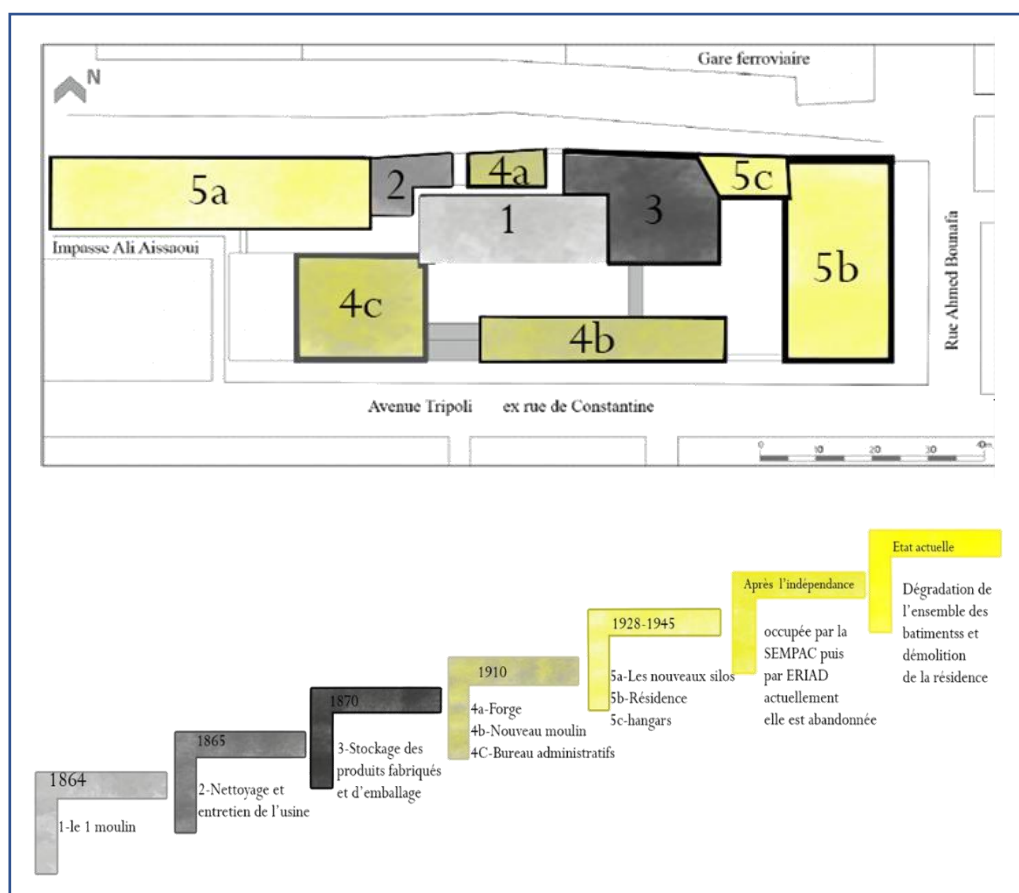 Gare ferroviaire
N
5a
2
4a
1
3
5c
5b
Impasse Ali Aissaoui
4c
4b
Rue Ahmed Bounafa
Avenue Tripoli ex rue de Constantine
0 10 20 30 40m
1864
1-le 1 moulin
1865
2-Nettoyage et
entretien de l'usine
1870
3-Stockage des
produits fabriqués
et d'emballage
1910
4a-Forge
4b-Nouveau moulin
4C-Bureau administratifs
1928-1945
5a-Les nouveaux silos
5b-Résidence
5c-hangars
Après l'indépendance
occupée par la
SEMPAC puis
par ERIAD
actuellement
elle est abandonnée
Etat actuelle
Dégradation de
l'ensemble des
batimentss et
démolition
de la résidence